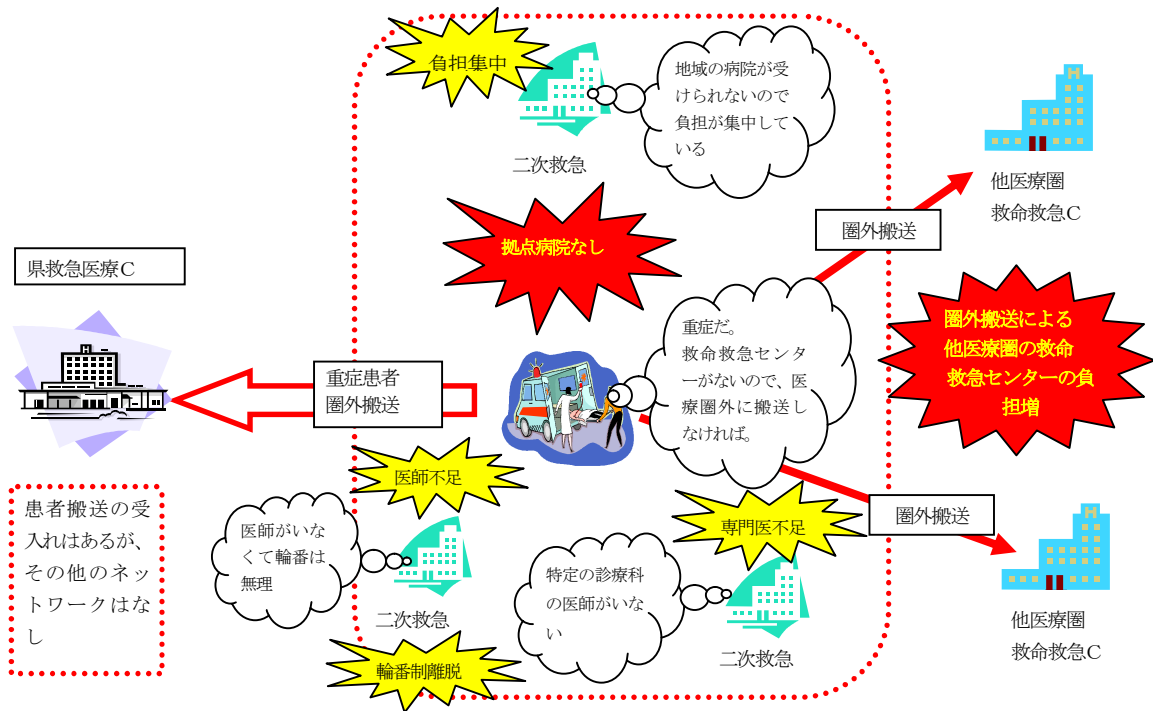 負担集中
地域の病院が受
けられないので
負担が集中して
いる
二次救急
他医療圏
救命救急C
拠点病院なし
圏外搬送
県救急医療C
重症だ。
救命救急センタ
ーがないので、医
療圏外に搬送し
なければ。
圏外搬送による
他医療圏の救命
救急センターの負
担増
重症患者
圏外搬送
医師不足
専門医不足
圏外搬送
患者搬送の受
入れはあるが、
その他のネッ
トワークはな
し
医師がいな
くて輪番は
無理
特定の診療科
の医師がいな
い
二次救急
二次救急
他医療圏
救命救急C
輪番制離脱